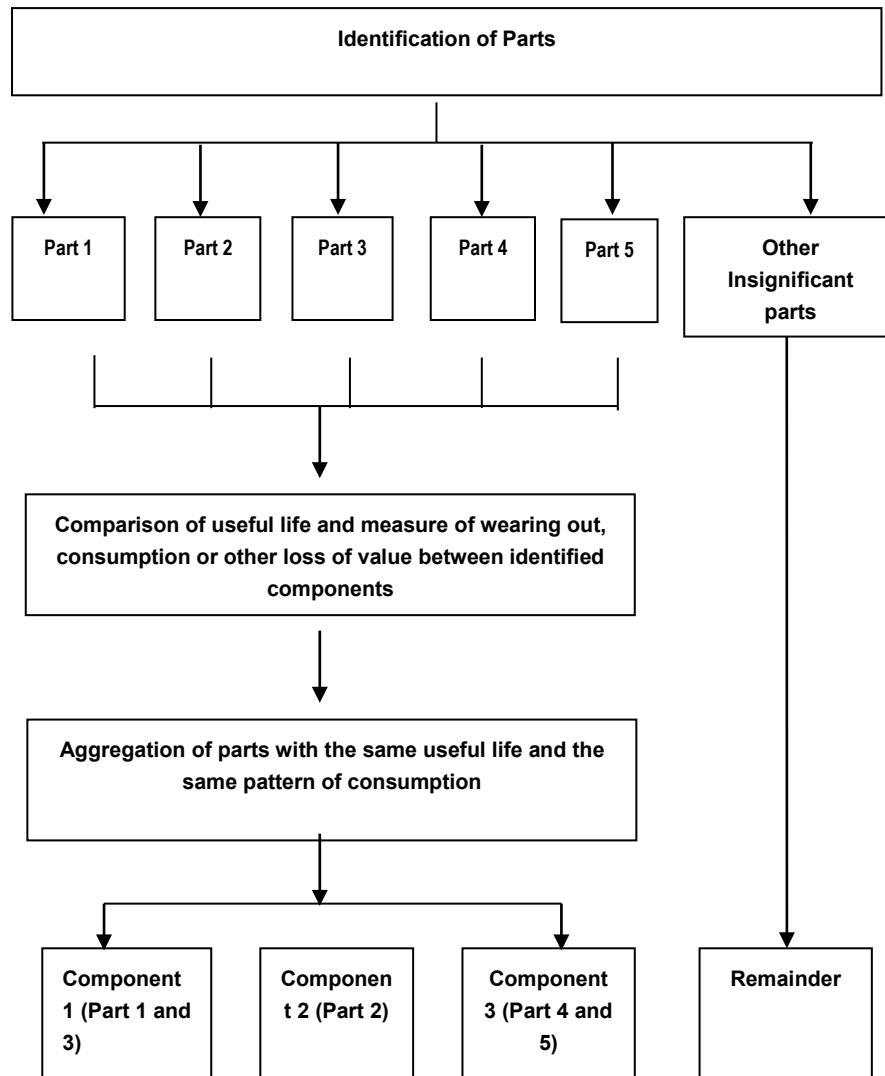 Identification of Parts
Part 1
Part 2
Part 3
Part 4
Part 5
Other
Insignificant
parts
Comparison of useful life and measure of wearing out,
consumption or other loss of value between identified
components
Aggregation of parts with the same useful life and the
same pattern of consumption
Component
1 (Part 1 and
3)
Componen
t 2 (Part 2)
Component
3 (Part 4 and
5)
Remainder